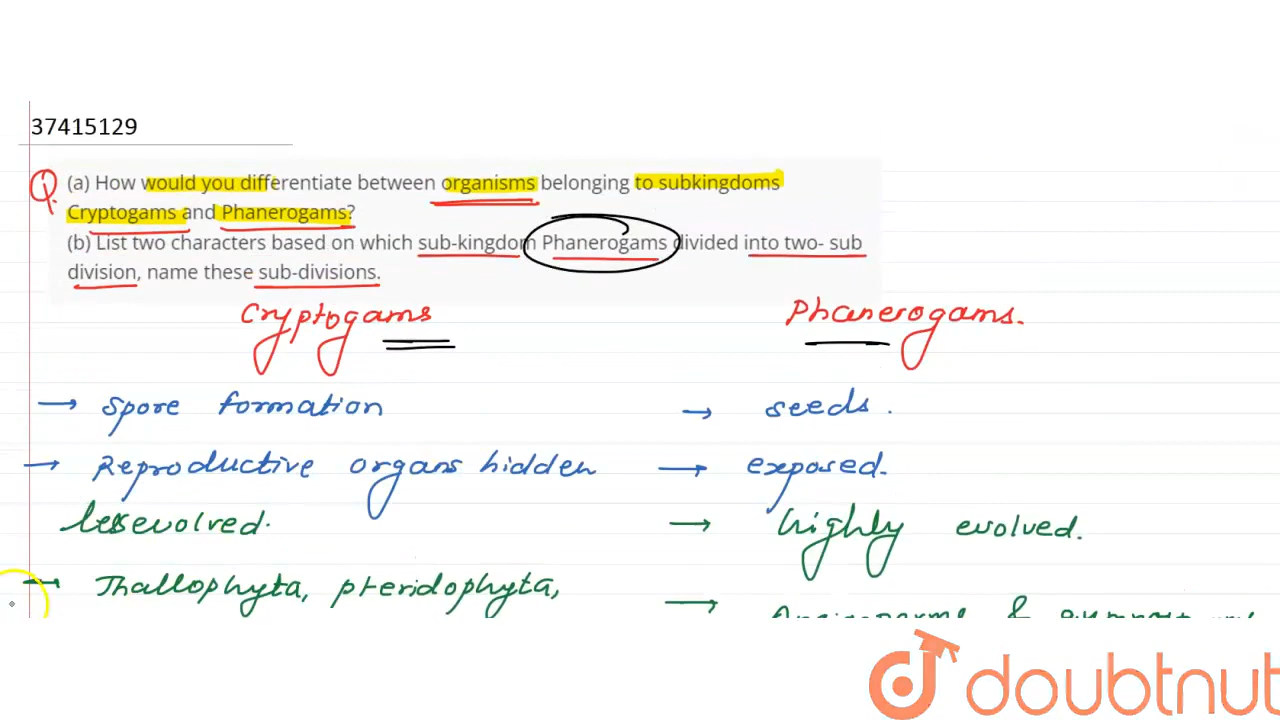 37415129
Q. (a) How would you differentiate between organisms belonging to subkingdoms
Cryptogams and Phanerogams?
(b) List two characters based on which sub-kingdom Phanerogams divided into two- sub
division, name these sub-divisions.
Cryptogams Phanerogams.
→ Spore formation → seeds.
→ Reproductive organs hidden → exposed.
less evolved. → highly evolved.
→ Thallophyta, pteridophyta, → &
doubtnut